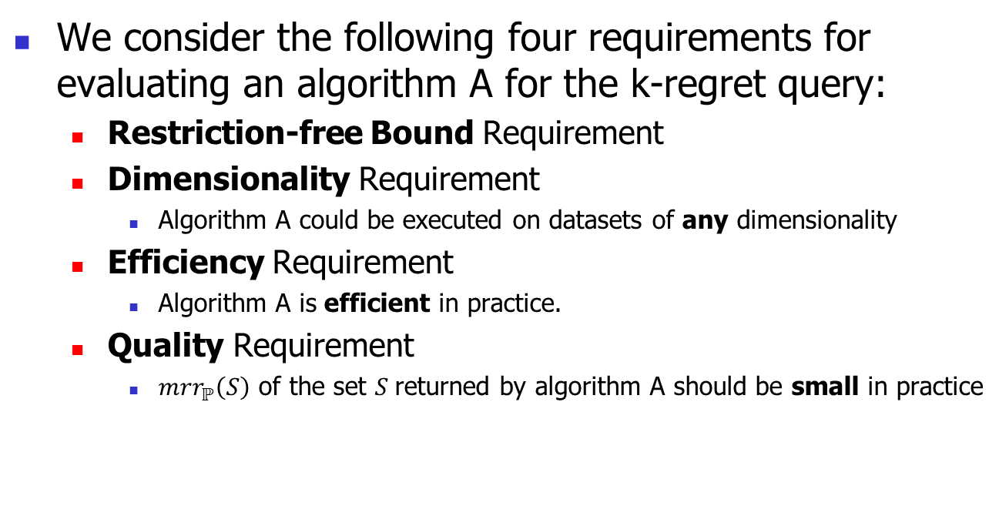 We consider the following four requirements for
evaluating an algorithm A for the k-regret query:
Restriction-free Bound Requirement
Dimensionality Requirement
Algorithm A could be executed on datasets of any dimensionality
Efficiency Requirement
Algorithm A is efficient in practice.
Quality Requirement
𝑚𝑟𝑟ℙ(𝑆) of the set 𝑆 returned by algorithm A should be small in practice